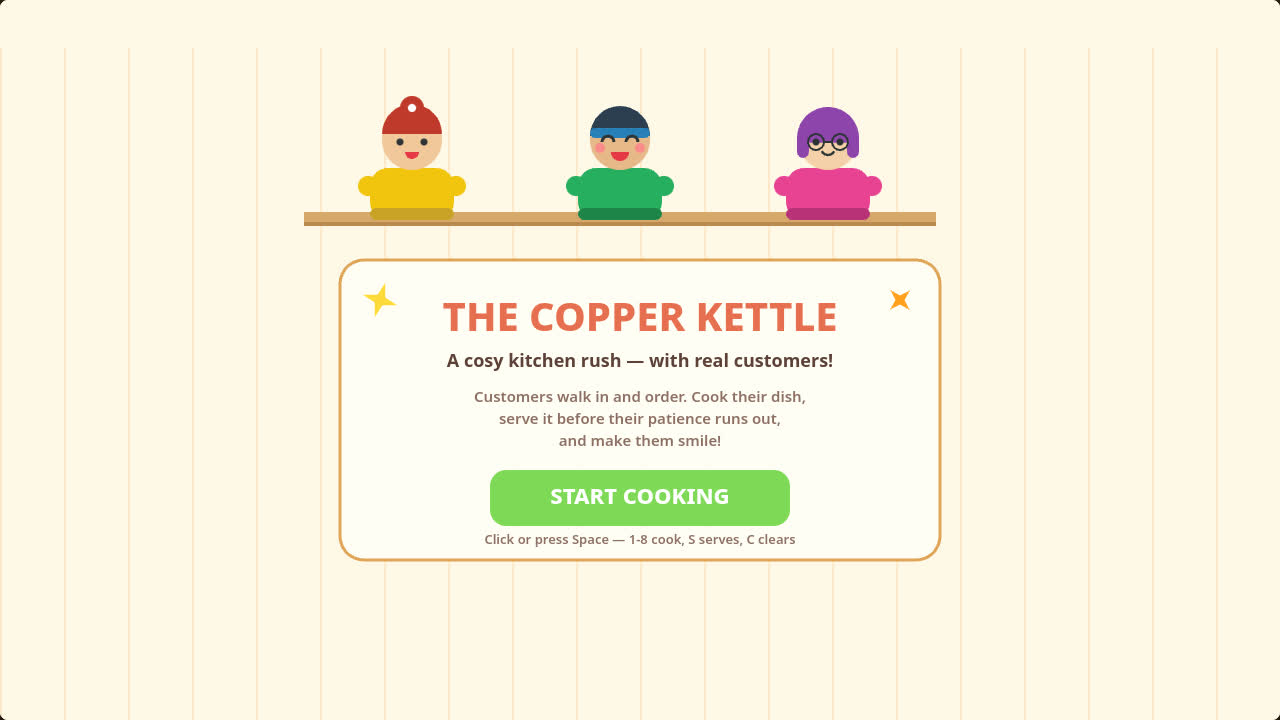 THE COPPER KETTLE
A cosy kitchen rush — with real customers!
Customers walk in and order. Cook their dish,
serve it before their patience runs out,
and make them smile!
START COOKING
Click or press Space — 1-8 cook, S serves, C clears